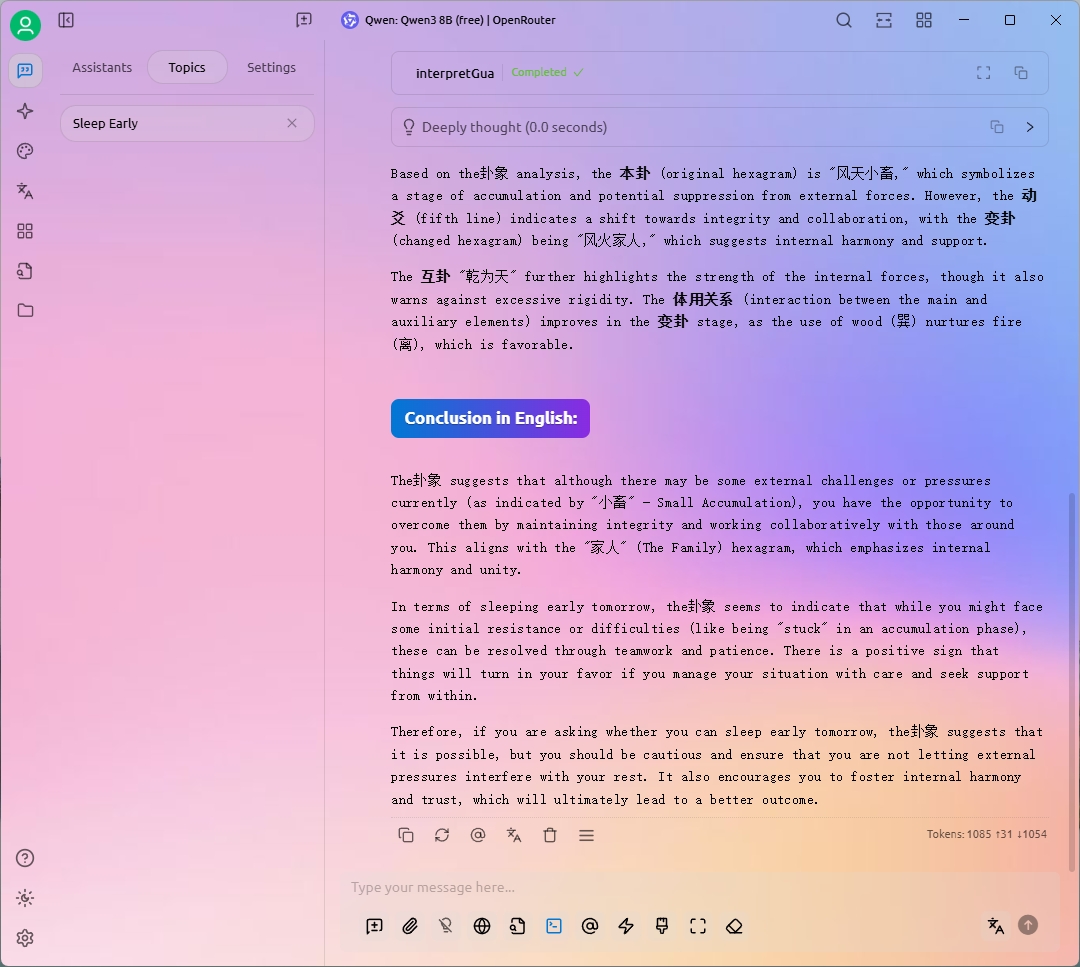 Qwen: Qwen3 8B (free) | OpenRouter
Assistants
Topics
Settings
Sleep Early
interpretGua
Completed
Deeply thought (0.0 seconds)
Based on the卦象 analysis, the 本卦 (original hexagram) is "风天小畜," which symbolizes
a stage of accumulation and potential suppression from external forces. However, the 动
爻 (fifth line) indicates a shift towards integrity and collaboration, with the 变卦
(changed hexagram) being "风火家人," which suggests internal harmony and support.
The 互卦 "乾为天" further highlights the strength of the internal forces, though it also
warns against excessive rigidity. The 体用关系 (interaction between the main and
auxiliary elements) improves in the 变卦 stage, as the use of wood (巽) nurtures fire
(离), which is favorable.
Conclusion in English:
The卦象 suggests that although there may be some external challenges or pressures
currently (as indicated by "小畜" – Small Accumulation), you have the opportunity to
overcome them by maintaining integrity and working collaboratively with those around
you. This aligns with the "家人" (The Family) hexagram, which emphasizes internal
harmony and unity.
In terms of sleeping early tomorrow, the卦象 seems to indicate that while you might face
some initial resistance or difficulties (like being "stuck" in an accumulation phase),
these can be resolved through teamwork and patience. There is a positive sign that
things will turn in your favor if you manage your situation with care and seek support
from within.
Therefore, if you are asking whether you can sleep early tomorrow, the卦象 suggests that
it is possible, but you should be cautious and ensure that you are not letting external
pressures interfere with your rest. It also encourages you to foster internal harmony
and trust, which will ultimately lead to a better outcome.
Tokens: 1085 ↑31 ↓1054
Type your message here...